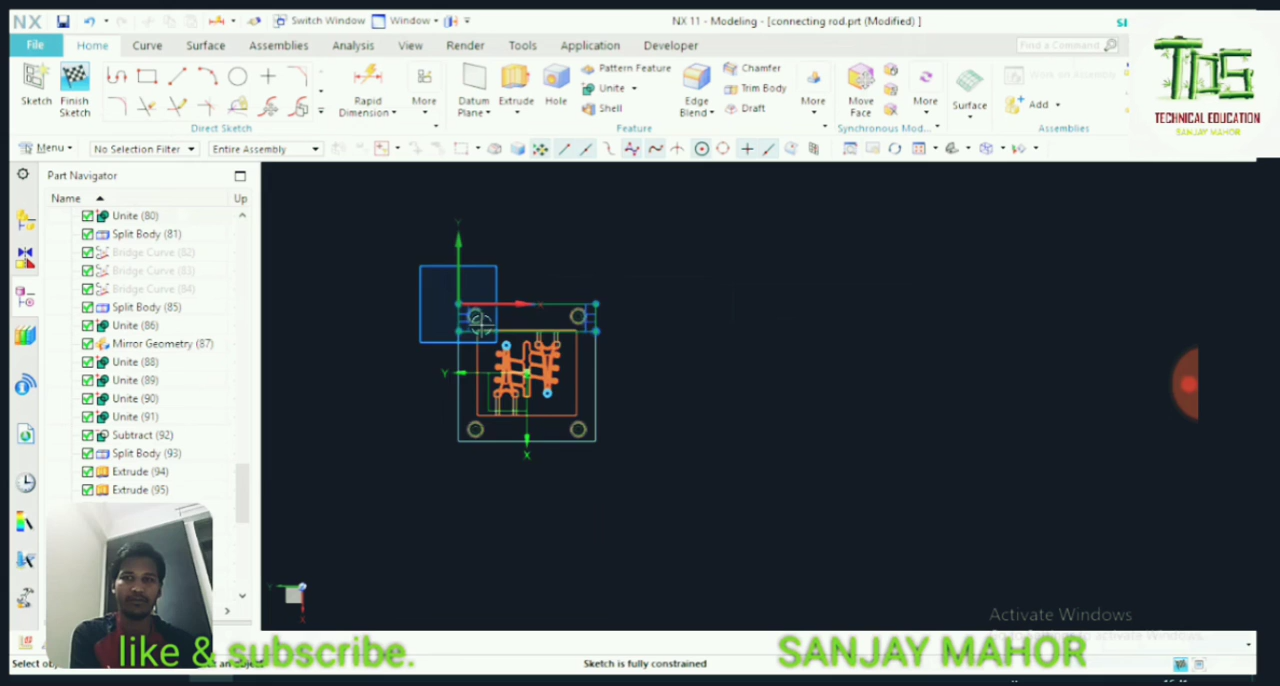 NX Switch Window Window NX 11 - Modeling - [connecting rod.prt (Modified) ] SI
File Home Curve Surface Assemblies Analysis View Render Tools Application Developer Find a Command
TPS
TECHNICAL EDUCATION
SANJAY MAHOR
Sketch Finish Sketch Rapid Dimension More Datum Plane Extrude Hole Pattern Feature Unite Shell Edge Blend Chamfer Trim Body Draft More Move Face More Surface Work on Assembly Add
Direct Sketch Feature Synchronous Mod... Assemblies
Menu No Selection Filter Entire Assembly
Part Navigator
Name Up
Unite (80)
Split Body (81)
Bridge Curve (82)
Bridge Curve (83)
Bridge Curve (84)
Split Body (85)
Unite (86)
Mirror Geometry (87)
Unite (88)
Unite (89)
Unite (90)
Unite (91)
Subtract (92)
Split Body (93)
Extrude (94)
Extrude (95)
Y
X
Y
X
Activate Windows
like & subscribe. SANJAY MAHOR
Sketch is fully constrained